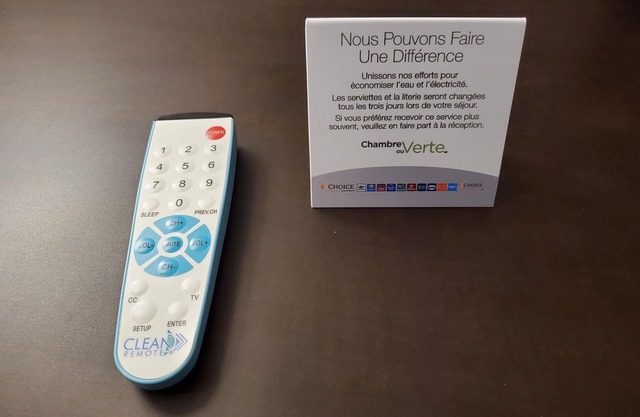 POWER
1 2 3
4 5 6
7 8 9
0
SLEEP PREV.CH
CH+
VOL- MUTE VOL+
CH-
CC TV
SETUP ENTER
CLEAN
REMOTE
Nous Pouvons Faire
Une Différence
Unissons nos efforts pour
économiser l'eau et l'électricité.
Les serviettes et la literie seront changées
tous les trois jours lors de votre séjour.
Si vous préférez recevoir ce service plus
souvent, veuillez en faire part à la réception.
Chambre
ou Verte
CHOICE CHOICE